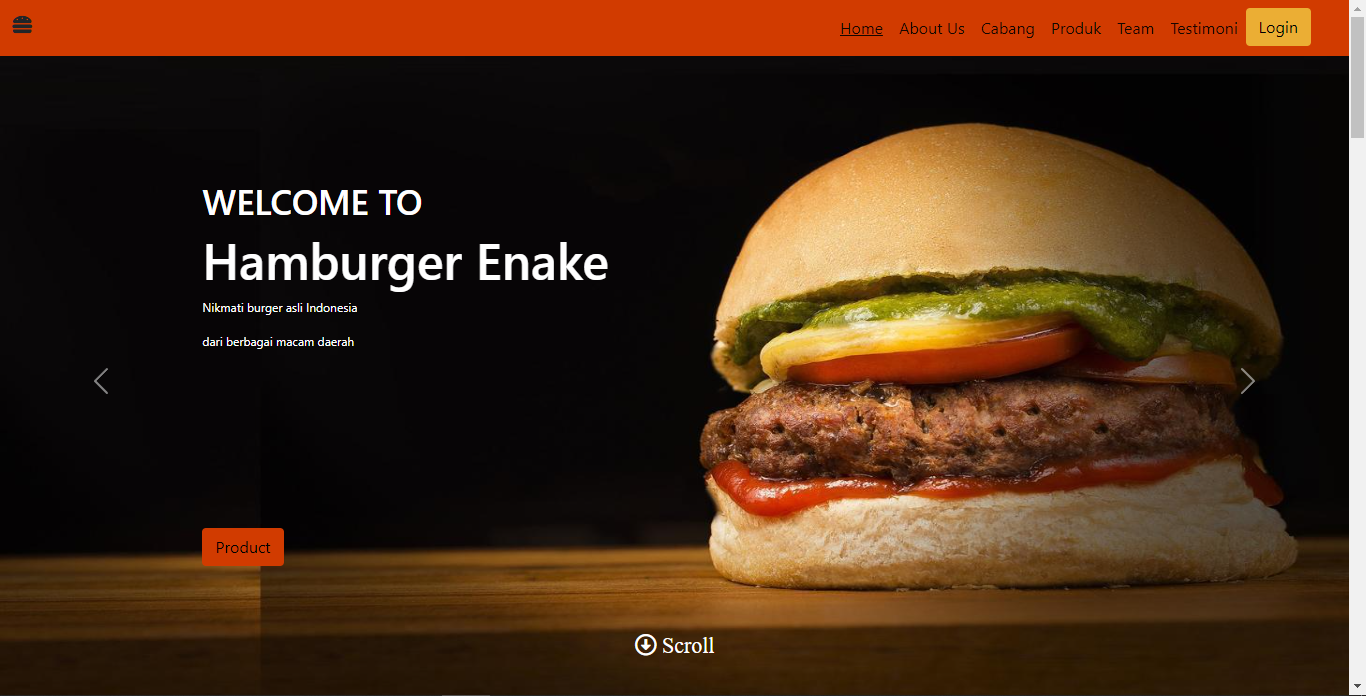 Home About Us Cabang Produk Team Testimoni Login
WELCOME TO
Hamburger Enake
Nikmati burger asli Indonesia
dari berbagai macam daerah
Product
Scroll